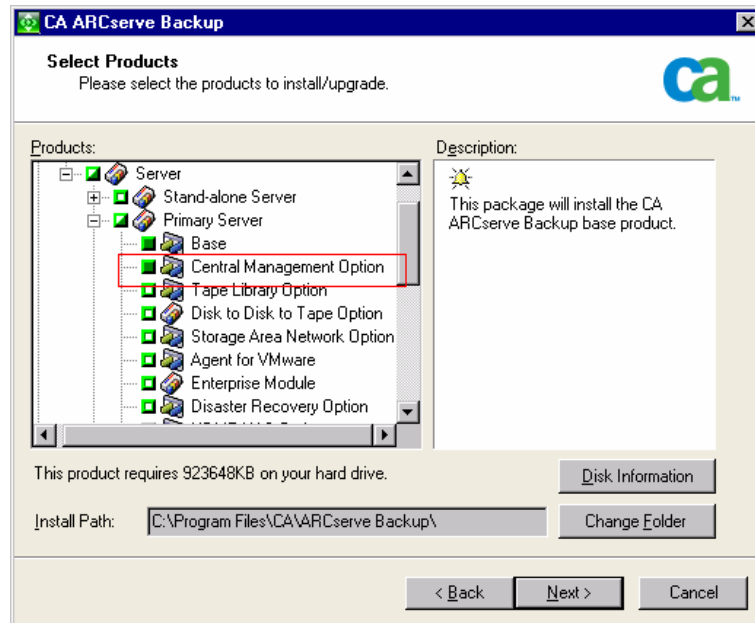 CA ARCserve Backup
Select Products
Please select the products to install/upgrade.
ca
TM
Products:
Server
Stand-alone Server
Primary Server
Base
Central Management Option
Tape Library Option
Disk to Disk to Tape Option
Storage Area Network Option
Agent for VMware
Enterprise Module
Disaster Recovery Option
Description:
This package will install the CA
ARCserve Backup base product.
This product requires 923648KB on your hard drive.
Disk Information
Install Path:
C:\Program Files\CA\ARCserve Backup\
Change Folder
< Back
Next >
Cancel